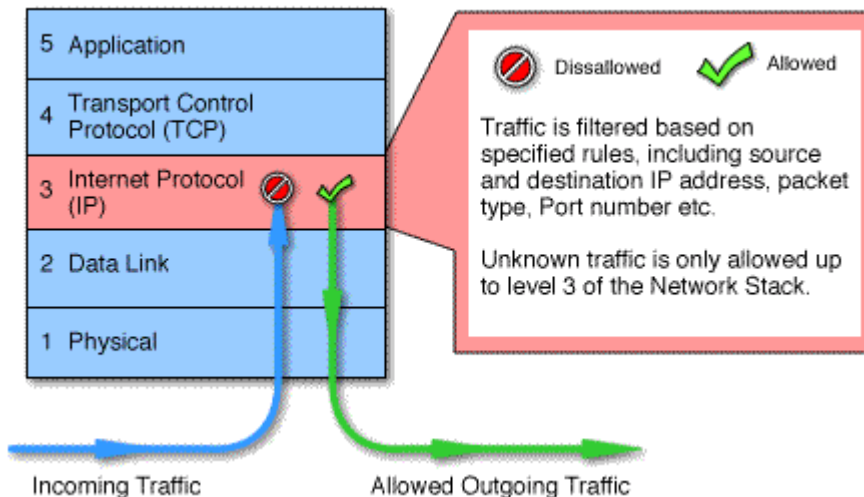 5 Application
4 Transport Control
Protocol (TCP)
3 Internet Protocol
(IP)
2 Data Link
1 Physical
Incoming Traffic
Allowed Outgoing Traffic
Dissallowed
Allowed
Traffic is filtered based on
specified rules, including source
and destination IP address, packet
type, Port number etc.
Unknown traffic is only allowed up
to level 3 of the Network Stack.